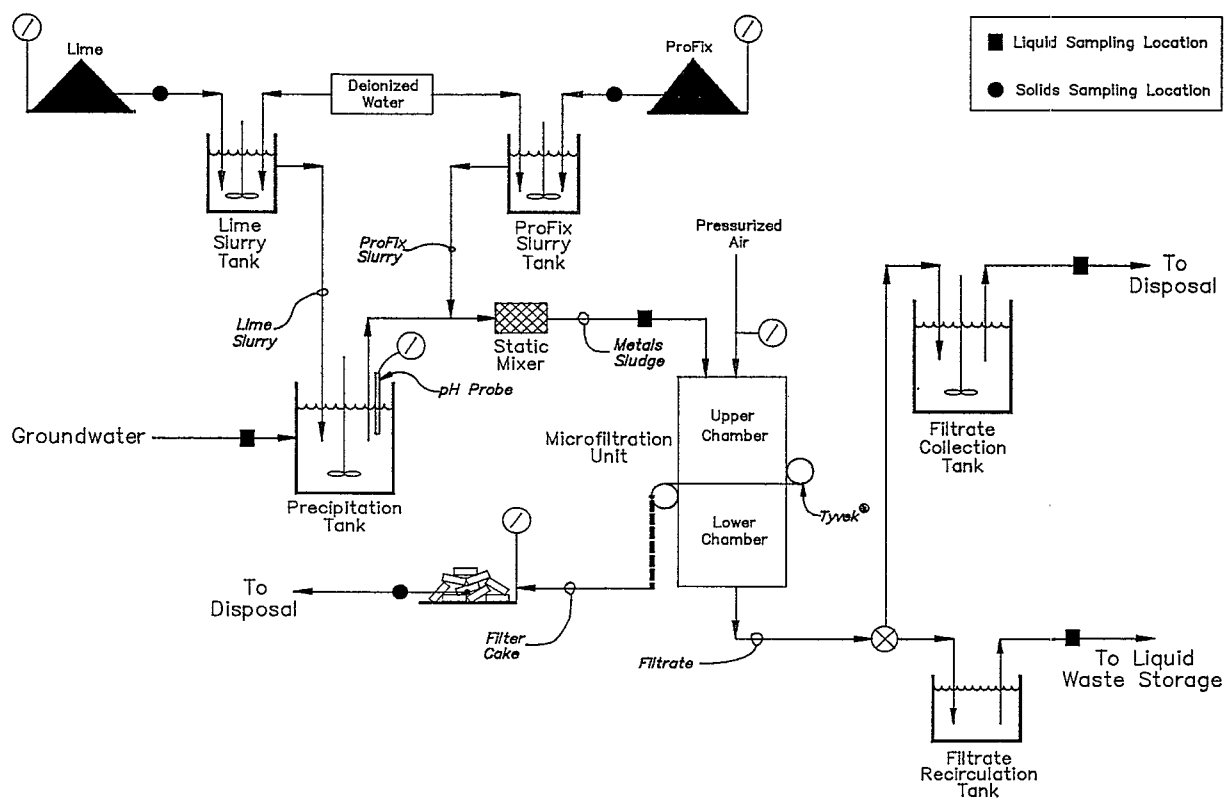 Lime
ProFix
Liquid Sampling Location
Solids Sampling Location
Deionized
Water
Lime
Slurry
Tank
ProFix
Slurry
ProFix
Slurry
Tank
Pressurized
Air
To
Disposal
Lime
Slurry
Static
Mixer
Metals
Sludge
pH Probe
Groundwater
Precipitation
Tank
Microfiltration
Unit
Upper
Chamber
Lower
Chamber
Tyvek®
Filtrate
Collection
Tank
To
Disposal
Filter
Cake
Filtrate
To Liquid
Waste Storage
Filtrate
Recirculation
Tank